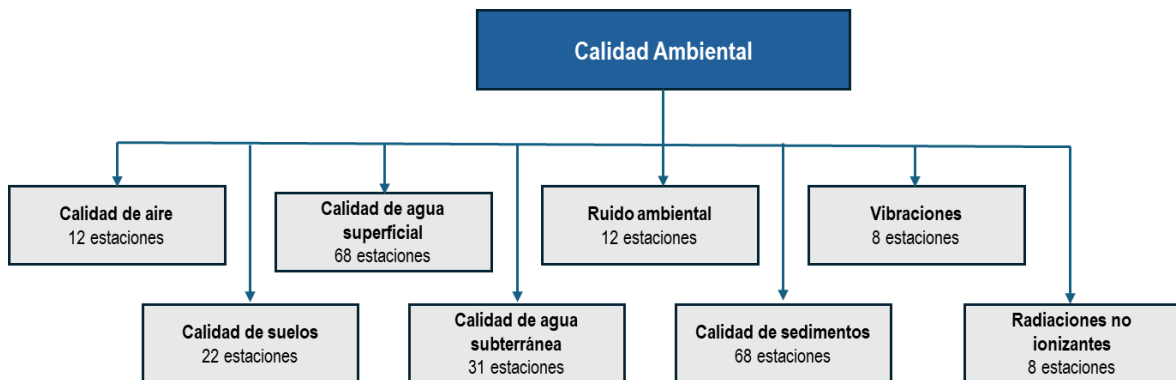 Calidad Ambiental
Calidad de aire
12 estaciones
Calidad de agua
superficial
68 estaciones
Ruido ambiental
12 estaciones
Vibraciones
8 estaciones
Calidad de suelos
22 estaciones
Calidad de agua
subterránea
31 estaciones
Calidad de sedimentos
68 estaciones
Radiaciones no
ionizantes
8 estaciones